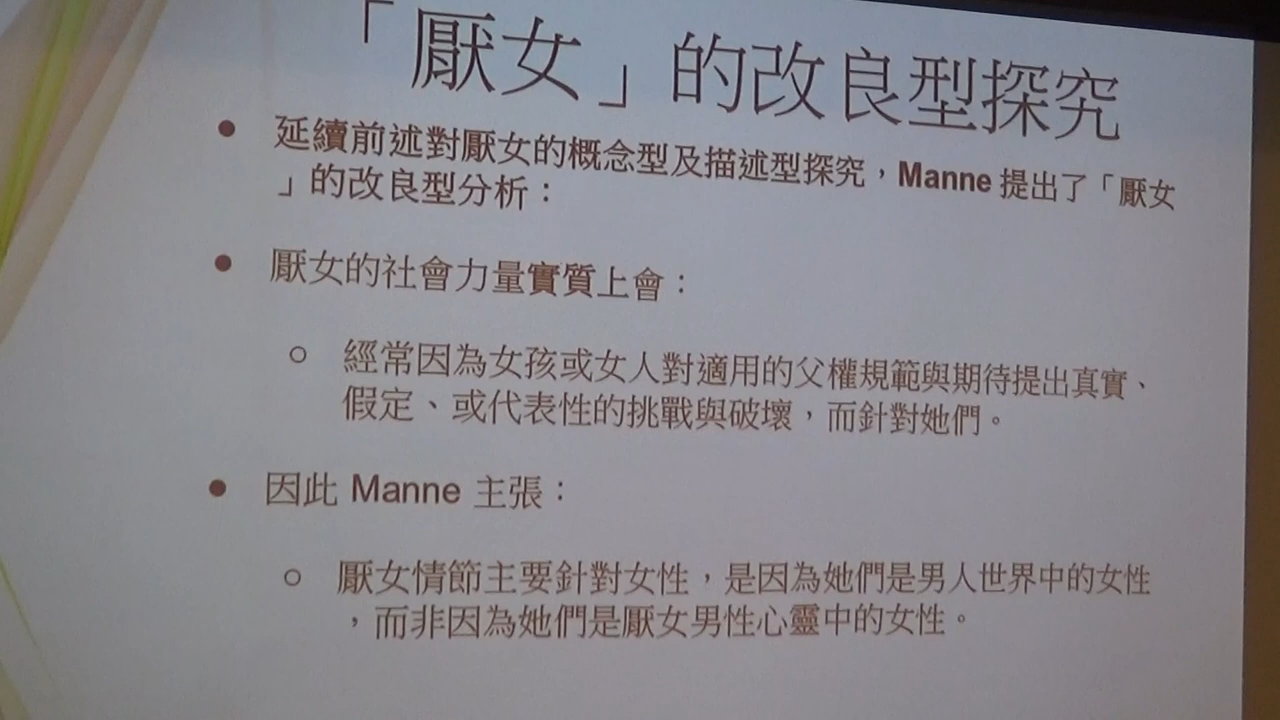 「厭女」的改良型探究
延續前述對厭女的概念型及描述型探究，Manne 提出了「厭女
」的改良型分析：
厭女的社會力量實質上會：
經常因為女孩或女人對適用的父權規範與期待提出真實、
假定、或代表性的挑戰與破壞，而針對她們。
因此 Manne 主張：
厭女情節主要針對女性，是因為她們是男人世界中的女性
，而非因為她們是厭女男性心靈中的女性。